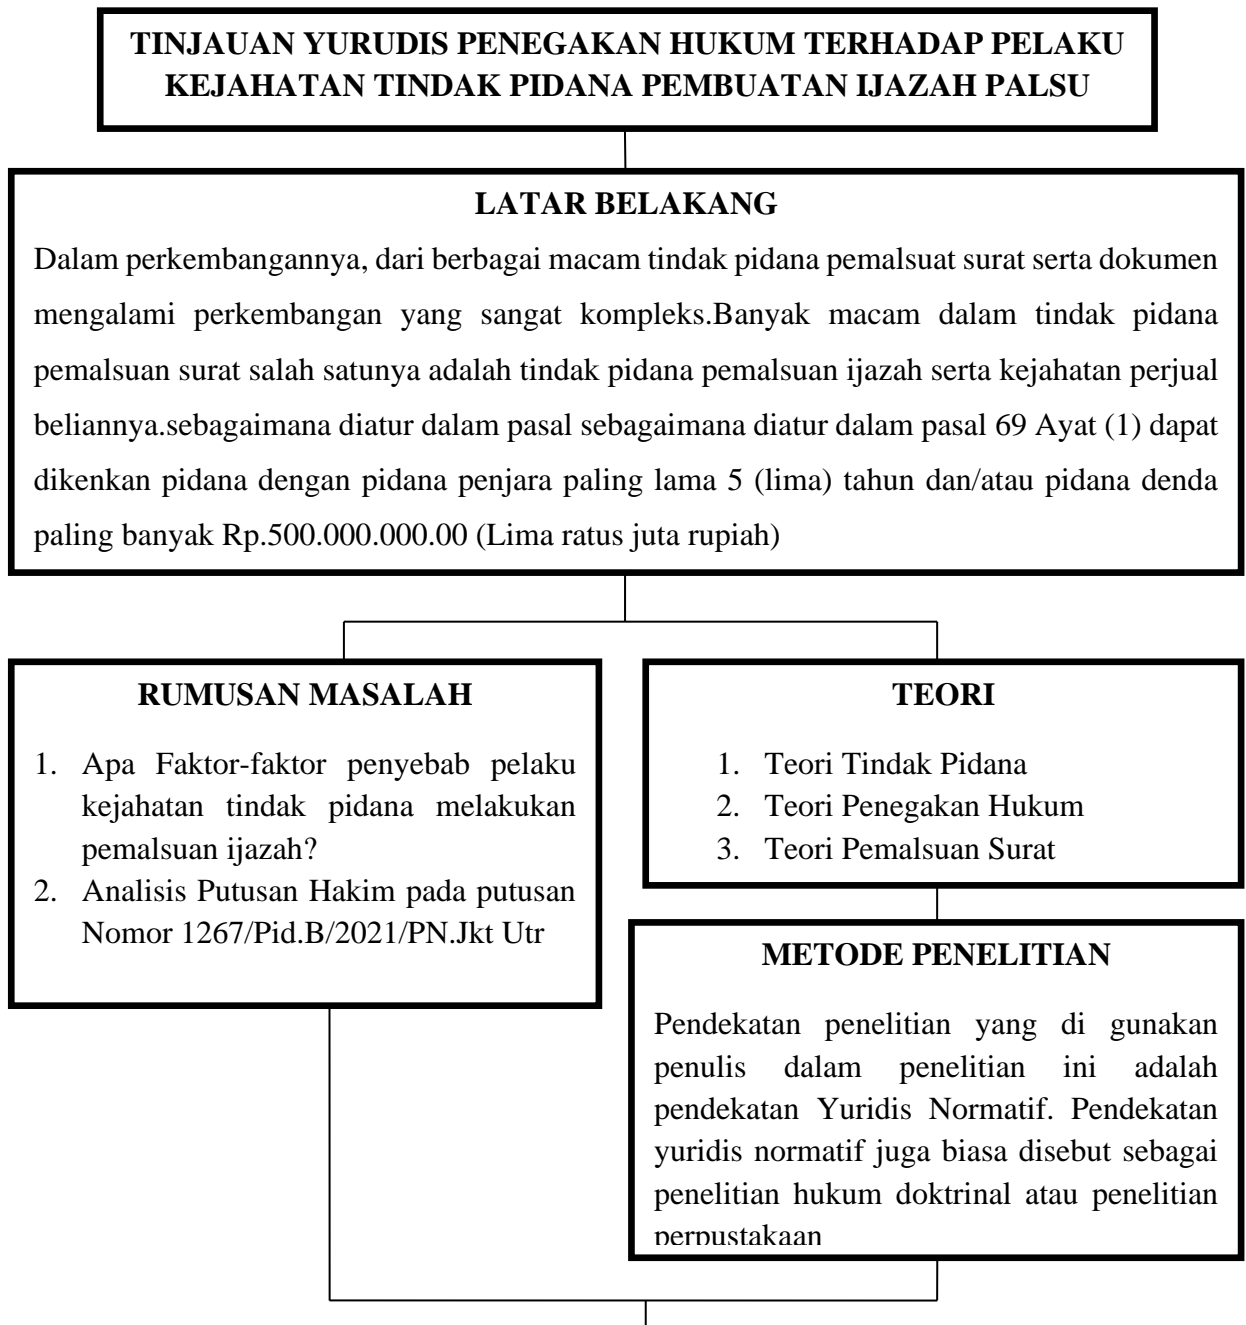 TINJAUAN YURUDIS PENEGAKAN HUKUM TERHADAP PELAKU
KEJAHATAN TINDAK PIDANA PEMBUATAN IJAZAH PALSU
LATAR BELAKANG
Dalam perkembangannya, dari berbagai macam tindak pidana pemalsuat surat serta dokumen
mengalami perkembangan yang sangat kompleks.Banyak macam dalam tindak pidana
pemalsuan surat salah satunya adalah tindak pidana pemalsuan ijazah serta kejahatan perjual
beliannya.sebagaimana diatur dalam pasal sebagaimana diatur dalam pasal 69 Ayat (1) dapat
dikenkan pidana dengan pidana penjara paling lama 5 (lima) tahun dan/atau pidana denda
paling banyak Rp.500.000.000.00 (Lima ratus juta rupiah)
RUMUSAN MASALAH
1. Apa Faktor-faktor penyebab pelaku
kejahatan tindak pidana melakukan
pemalsuan ijazah?
2. Analisis Putusan Hakim pada putusan
Nomor 1267/Pid.B/2021/PN.Jkt Utr
TEORI
1. Teori Tindak Pidana
2. Teori Penegakan Hukum
3. Teori Pemalsuan Surat
METODE PENELITIAN
Pendekatan penelitian yang di gunakan
penulis dalam penelitian ini adalah
pendekatan Yuridis Normatif. Pendekatan
yuridis normatif juga biasa disebut sebagai
penelitian hukum doktrinal atau penelitian
perpustakaan